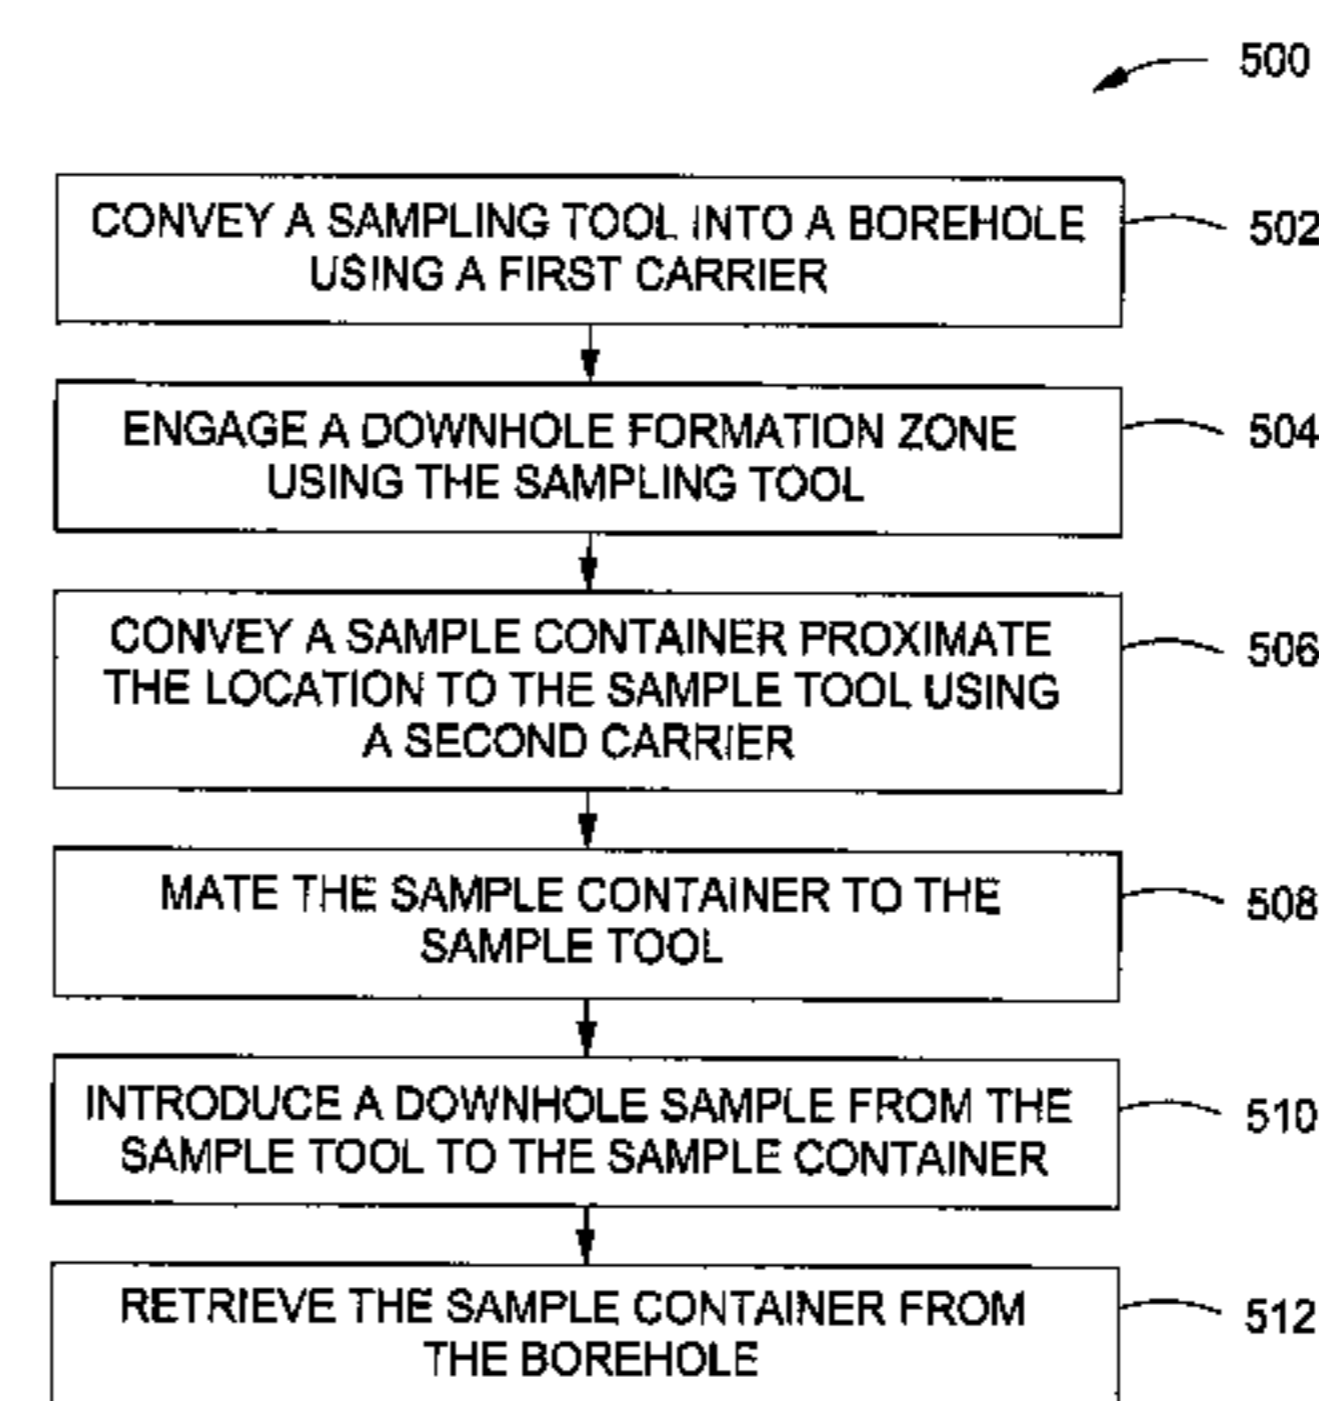 500
CONVEY A SAMPLING TOOL INTO A BOREHOLE
USING A FIRST CARRIER
502
ENGAGE A DOWNHOLE FORMATION ZONE
USING THE SAMPLING TOOL
504
CONVEY A SAMPLE CONTAINER PROXIMATE
THE LOCATION TO THE SAMPLE TOOL USING
A SECOND CARRIER
506
MATE THE SAMPLE CONTAINER TO THE
SAMPLE TOOL
508
INTRODUCE A DOWNHOLE SAMPLE FROM THE
SAMPLE TOOL TO THE SAMPLE CONTAINER
510
RETRIEVE THE SAMPLE CONTAINER FROM
THE BOREHOLE
512